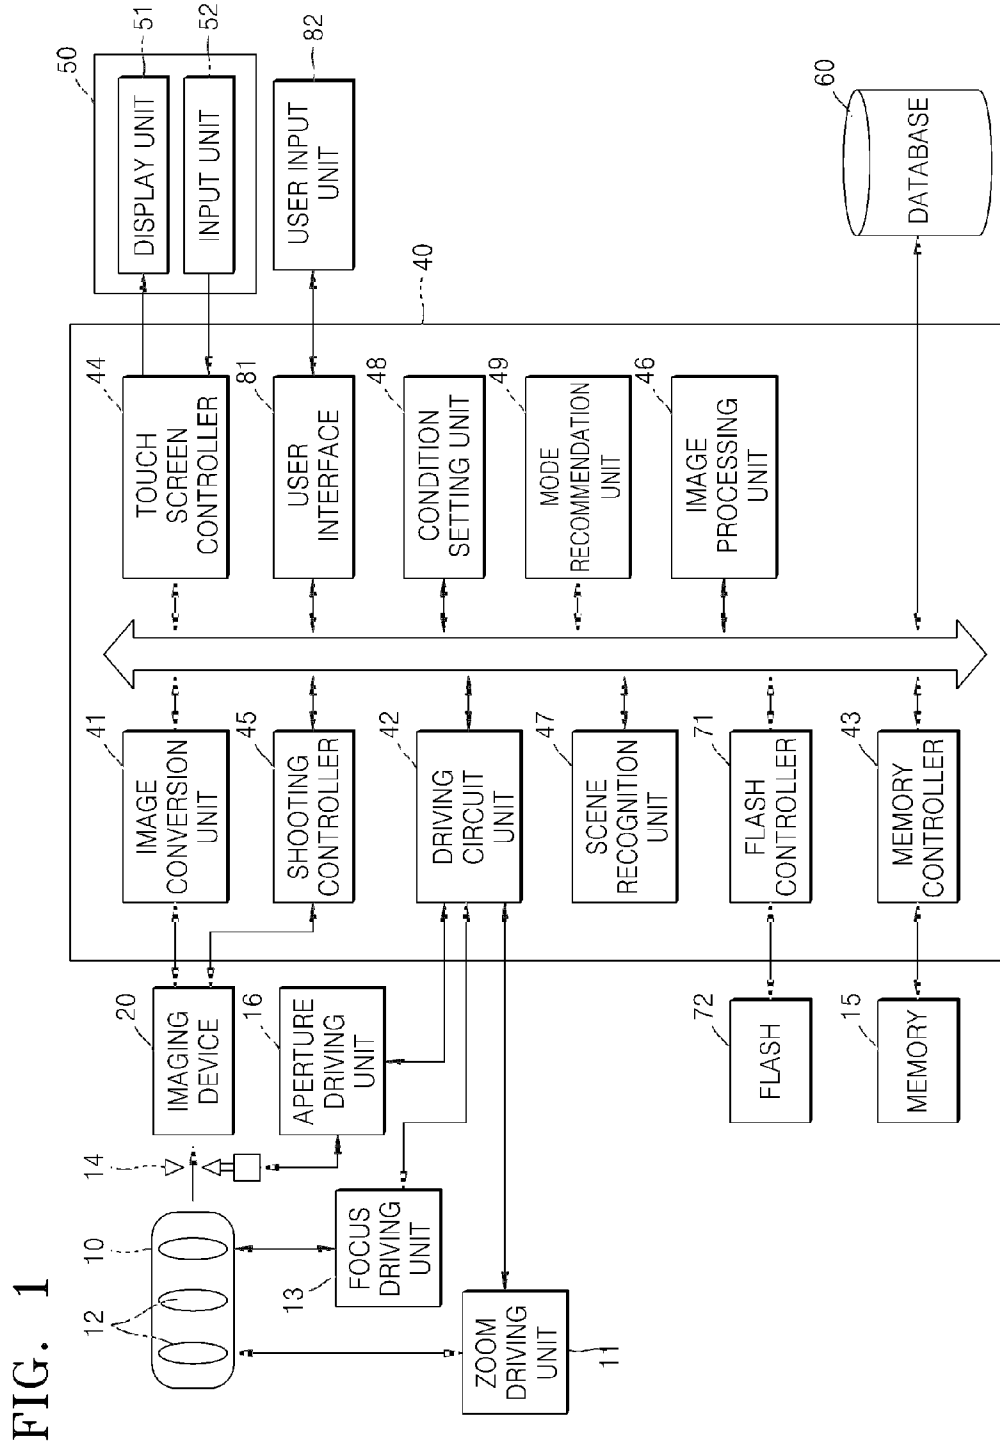 FIG. 1
10
12
14
20
IMAGING
DEVICE
16
APERTURE
DRIVING
UNIT
13
FOCUS
DRIVING
UNIT
11
ZOOM
DRIVING
UNIT
72
FLASH
15
MEMORY
40
41
IMAGE
CONVERSION
UNIT
45
SHOOTING
CONTROLLER
42
DRIVING
CIRCUIT
UNIT
47
SCENE
RECOGNITION
UNIT
71
FLASH
CONTROLLER
43
MEMORY
CONTROLLER
44
TOUCH
SCREEN
CONTROLLER
81
USER
INTERFACE
48
CONDITION
SETTING UNIT
49
MODE
RECOMMENDATION
UNIT
46
IMAGE
PROCESSING
UNIT
50
51
DISPLAY UNIT
52
INPUT UNIT
82
USER INPUT
UNIT
60
DATABASE